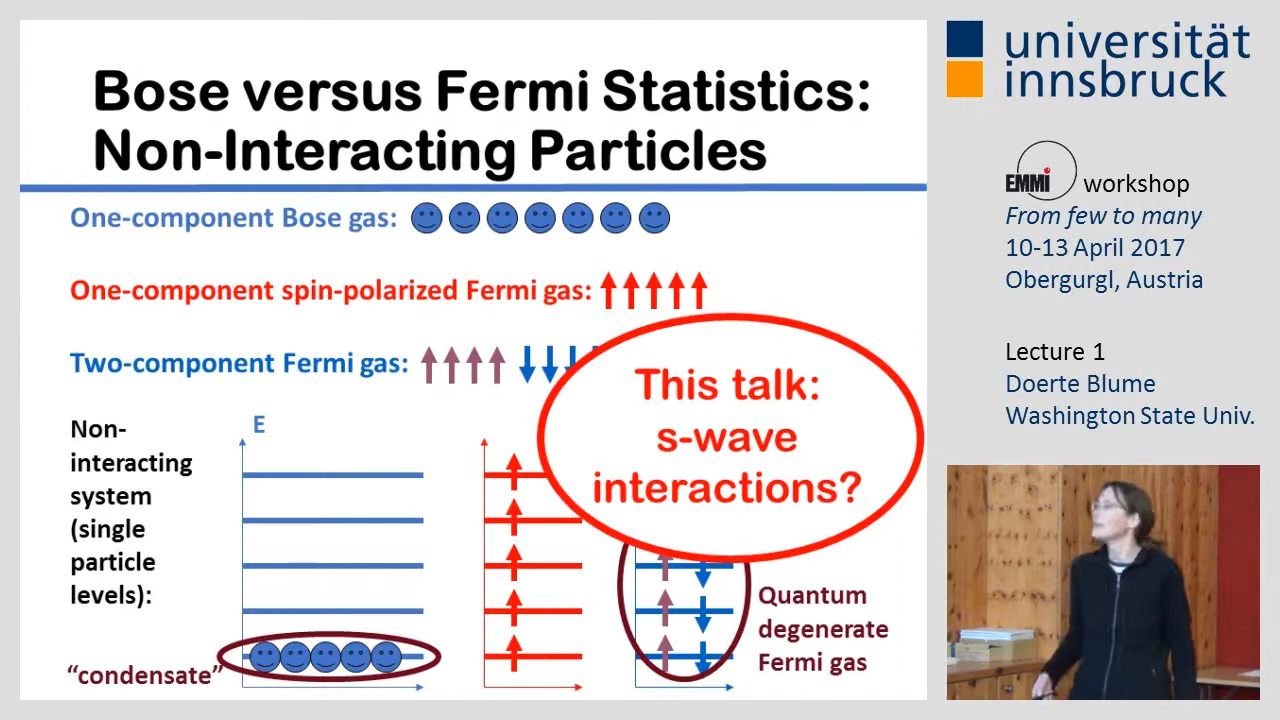 Bose versus Fermi Statistics:
Non-Interacting Particles
One-component Bose gas:
One-component spin-polarized Fermi gas:
Two-component Fermi gas:
This talk:
s-wave
interactions?
Non-
interacting
system
(single
particle
levels):
E
"condensate"
Quantum
degenerate
Fermi gas
universität
innsbruck
EMMI workshop
From few to many
10-13 April 2017
Obergurgl, Austria
Lecture 1
Doerte Blume
Washington State Univ.